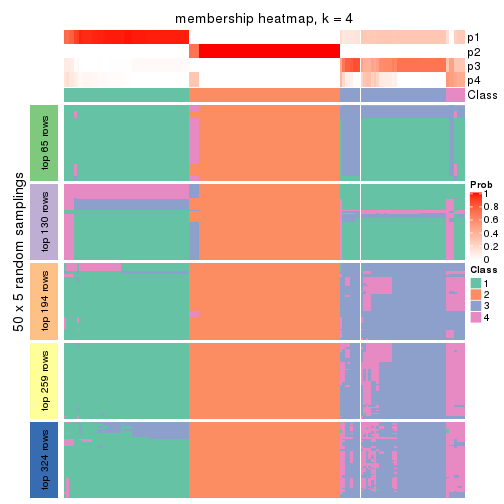 membership heatmap, k = 4
p1
p2
p3
p4
Class
50 x 5 random samplings
top 65 rows
top 130 rows
top 194 rows
top 259 rows
top 324 rows
Prob
1
0.8
0.6
0.4
0.2
0
Class
1
2
3
4